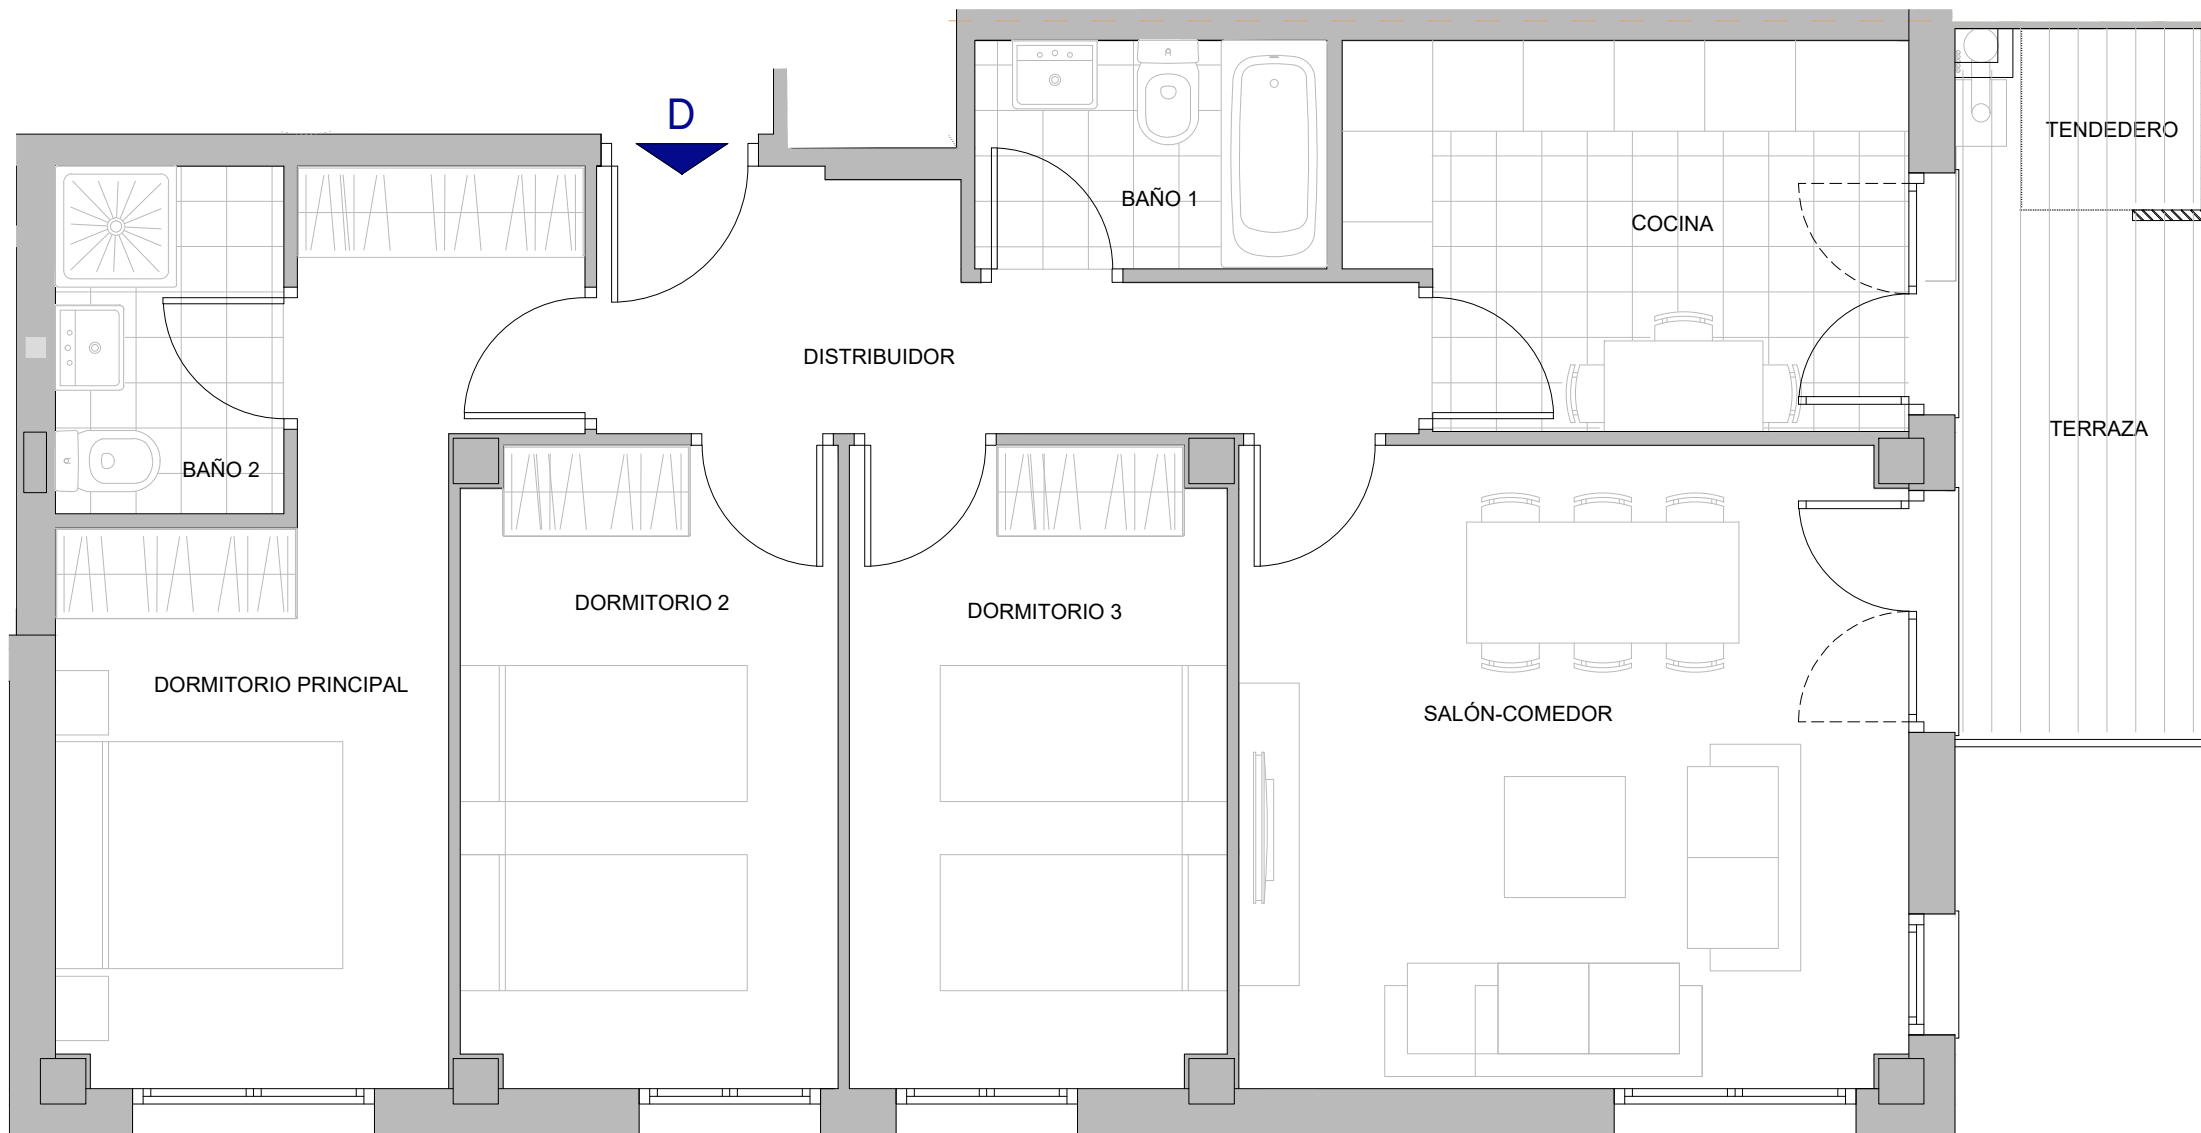 D
TENDEDERO
BAÑO 1
COCINA
DISTRIBUIDOR
TERRAZA
BAÑO 2
DORMITORIO 2
DORMITORIO 3
DORMITORIO PRINCIPAL
SALÓN-COMEDOR